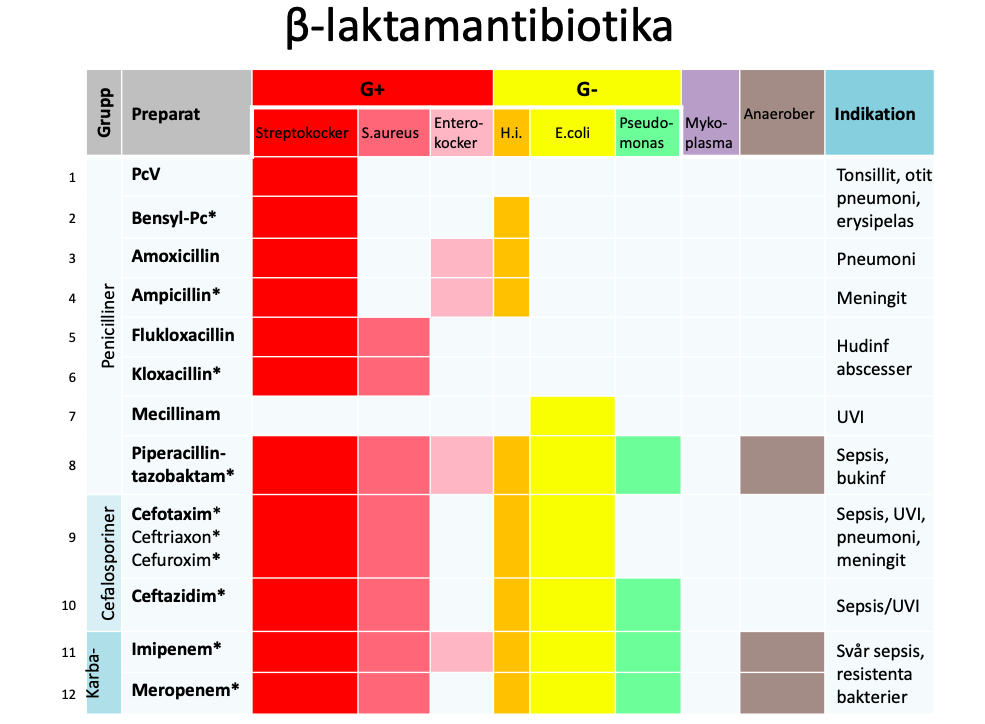 β-laktamantibiotika
Grupp
Preparat
G+
G-
Myko-
plasma
Anaerober
Indikation
Streptokocker
S.aureus
Entero-
kocker
H.i.
E.coli
Pseudo-
monas
Penicilliner
1
PcV
Tonsillit, otit
pneumoni,
erysipelas
2
Bensyl-Pc*
3
Amoxicillin
Pneumoni
4
Ampicillin*
Meningit
5
Flukloxacillin
Hudinf
abscesser
6
Kloxacillin*
7
Mecillinam
UVI
8
Piperacillin-
tazobaktam*
Sepsis,
bukinf
Cefalosporiner
9
Cefotaxim*
Ceftriaxon*
Cefuroxim*
Sepsis, UVI,
pneumoni,
meningit
10
Ceftazidim*
Sepsis/UVI
Karba-
11
Imipenem*
Svår sepsis,
resistenta
bakterier
12
Meropenem*